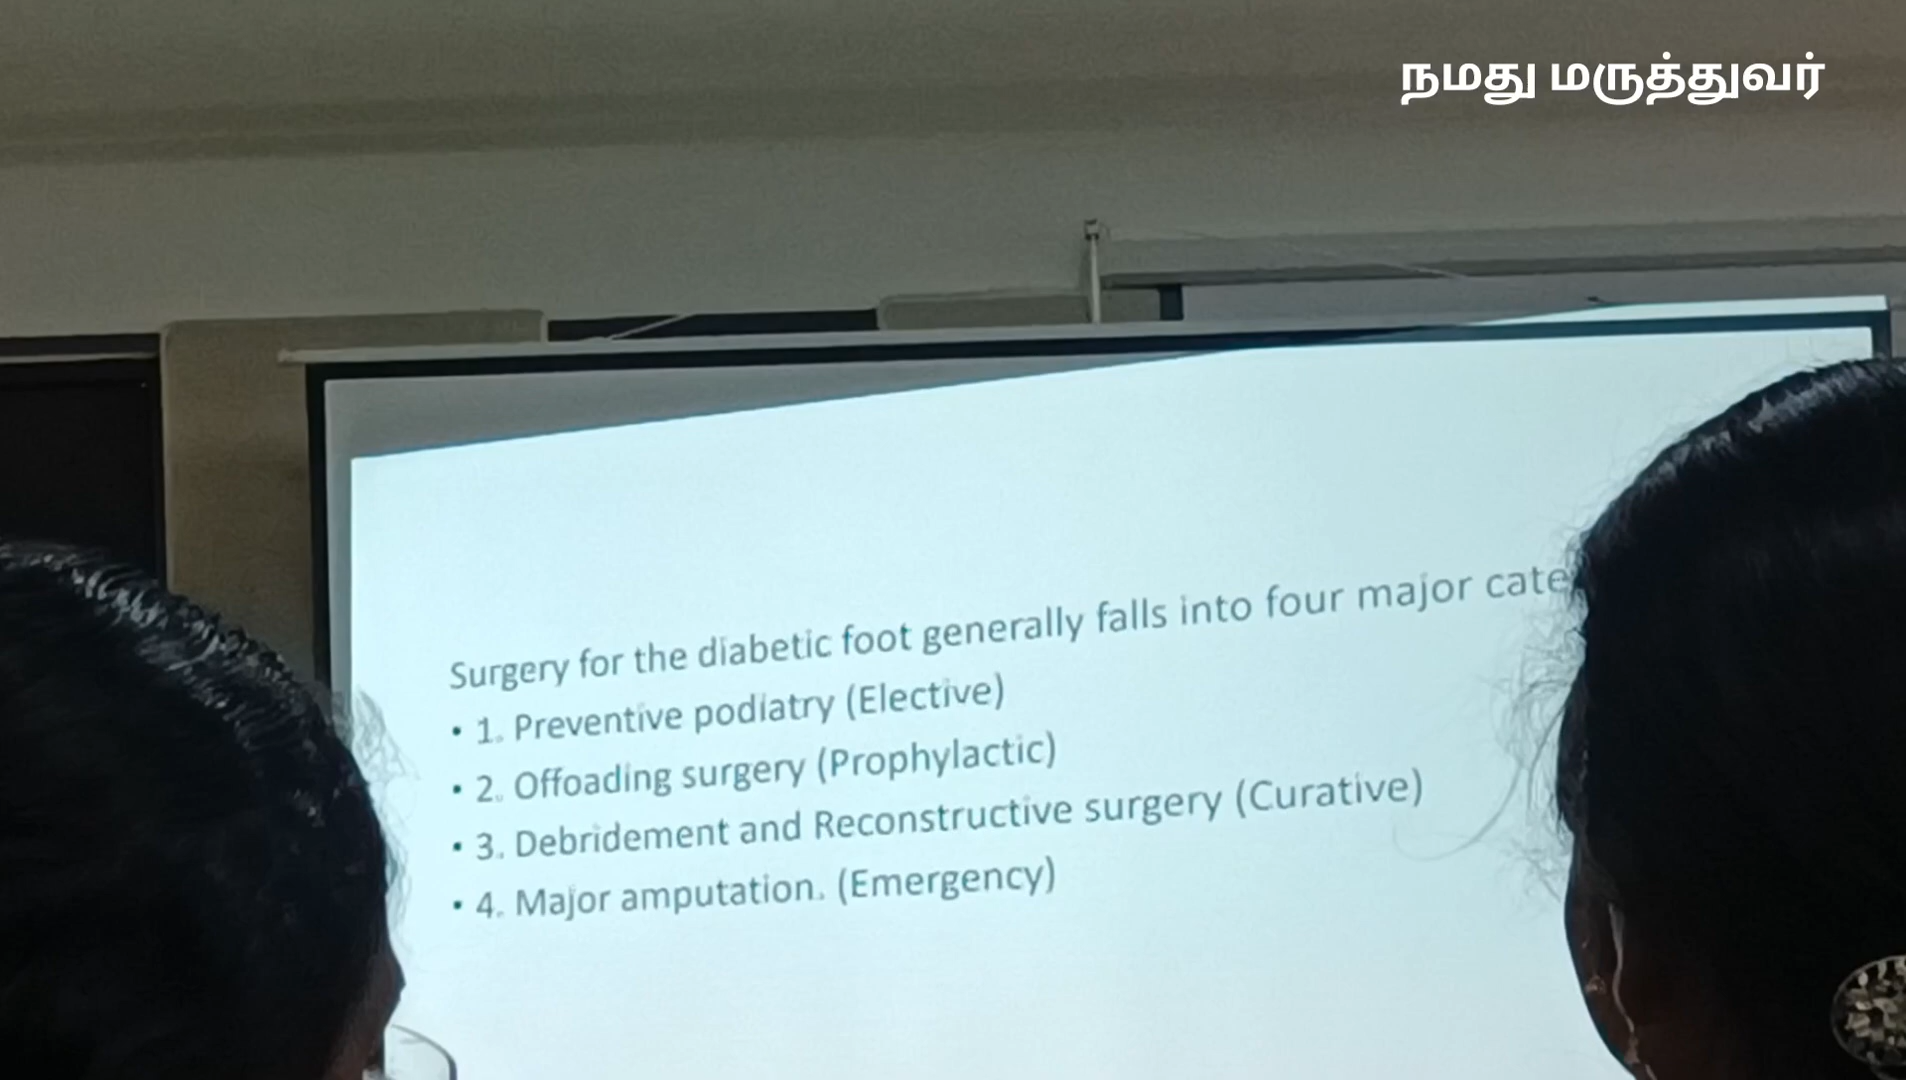 நமது மருத்துவர்
Surgery for the diabetic foot generally falls into four major
• 1. Preventive podiatry (Elective)
• 2. Offoading surgery (Prophylactic)
• 3. Debridement and Reconstructive surgery (Curative)
• 4. Major amputation. (Emergency)